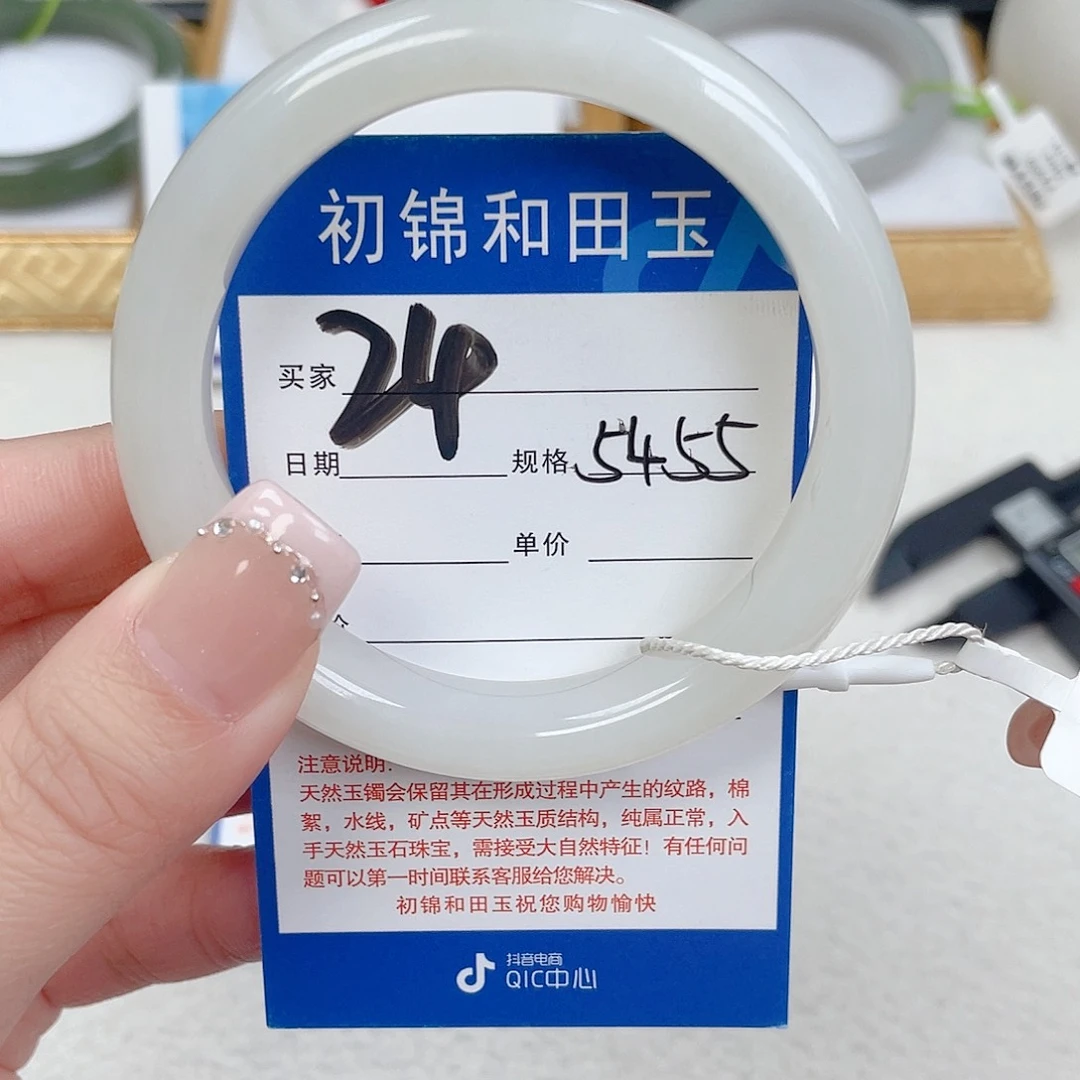 初锦和田玉
买家 24
日期 规格 5455
单价
注意说明:
天然玉镯会保留其在形成过程中产生的纹路，棉
絮，水线，矿点等天然玉质结构，纯属正常，入
手天然玉石珠宝，需接受大自然特征！有任何问
题可以第一时间联系客服给您解决。
初锦和田玉祝您购物愉快
抖音电商
QIC中心